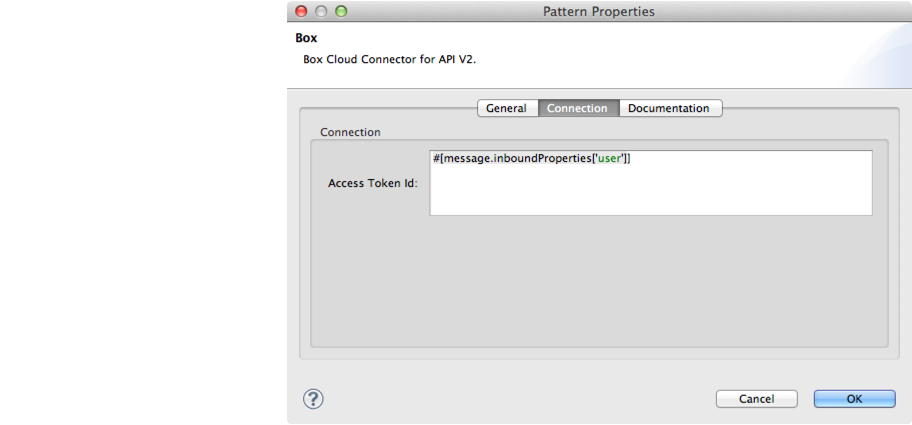 Pattern Properties
Box
Box Cloud Connector for API V2.
General Connection Documentation
Connection
#[message.inboundProperties['user']]
Access Token Id:
? Cancel OK